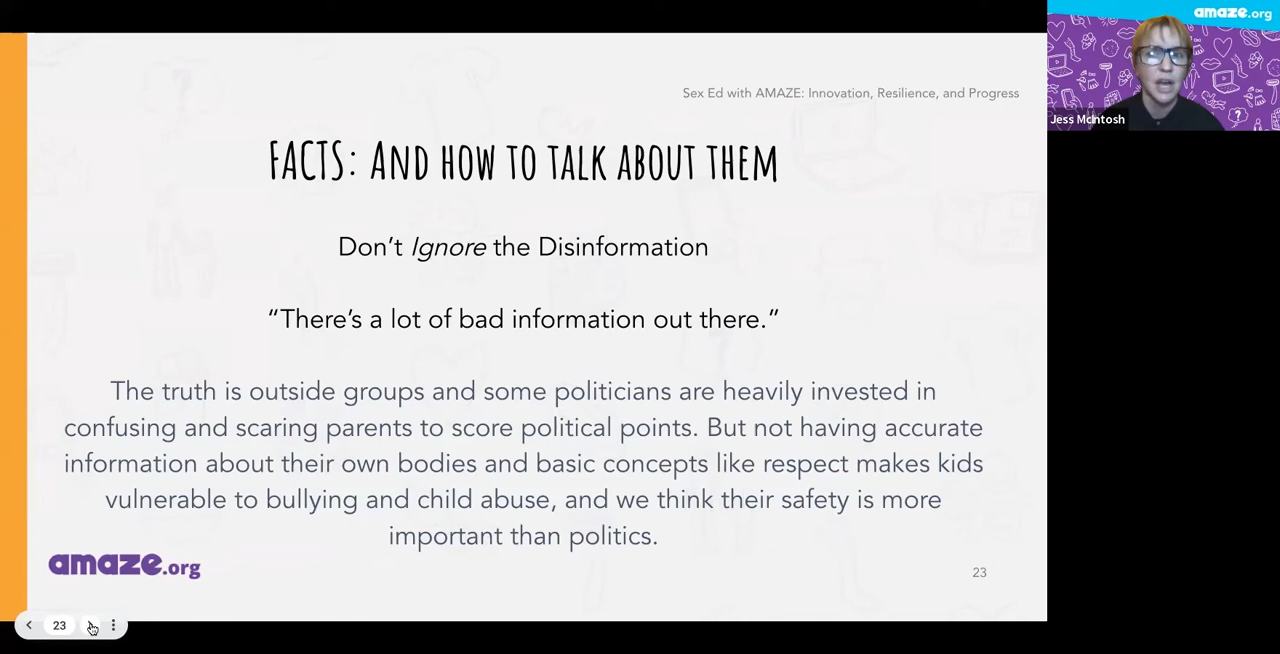 amaze.org
Jess McIntosh
Sex Ed with AMAZE: Innovation, Resilience, and Progress
FACTS: AND HOW TO TALK ABOUT THEM
Don’t Ignore the Disinformation
“There’s a lot of bad information out there.”
The truth is outside groups and some politicians are heavily invested in
confusing and scaring parents to score political points. But not having accurate
information about their own bodies and basic concepts like respect makes kids
vulnerable to bullying and child abuse, and we think their safety is more
important than politics.
amaze.org
23
23